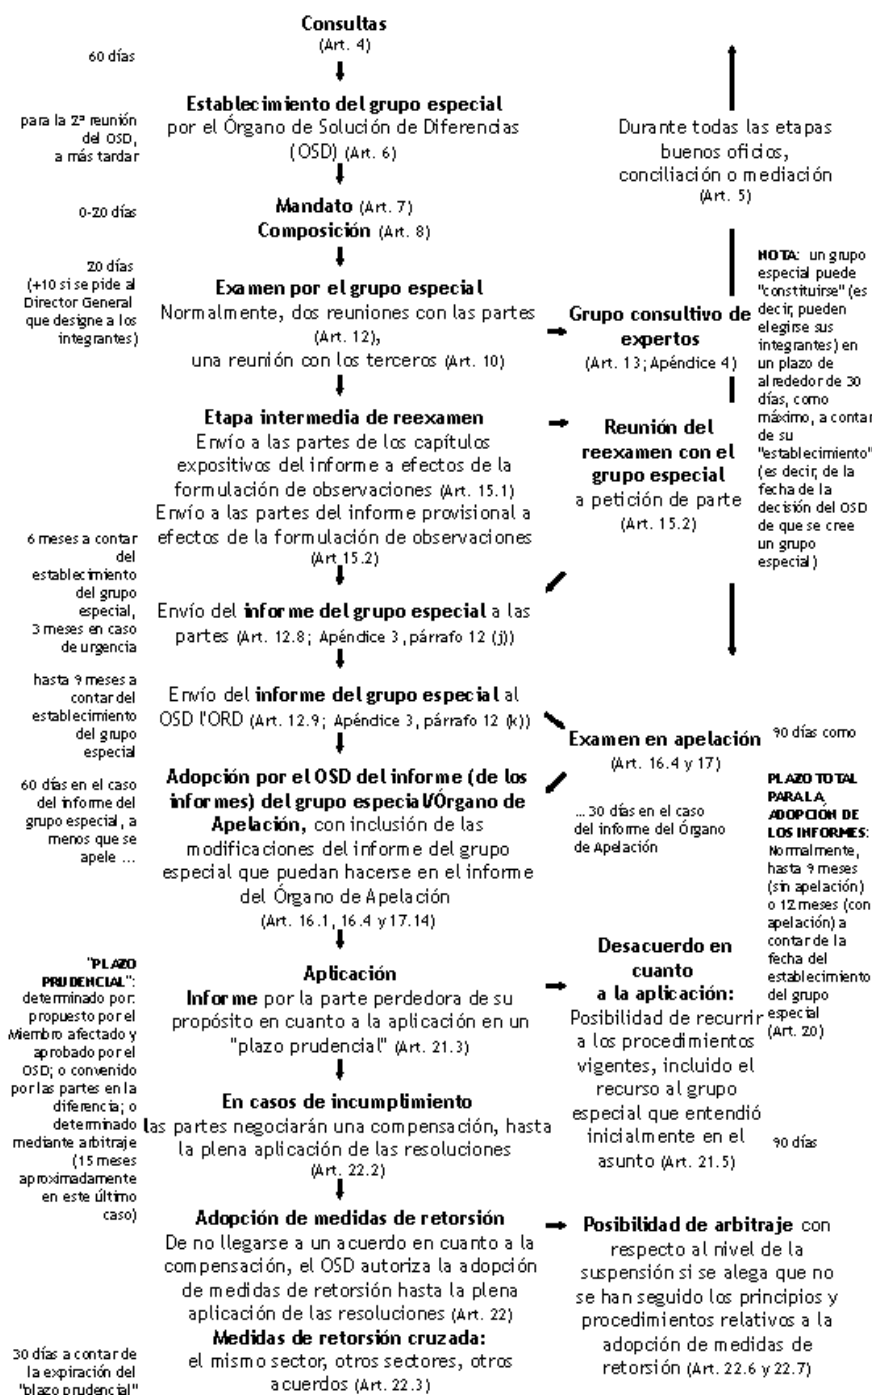 Consultas
(Art. 4)
60 días
Establecimiento del grupo especial
por el Órgano de Solución de Diferencias
(OSD) (Art. 6)
para la 2ª reunión
del OSD,
a más tardar
Durante todas las etapas
buenos oficios,
conciliación o mediación
(Art. 5)
0-20 días
Mandato (Art. 7)
Composición (Art. 8)
20 días
(+10 si se pide al
Director General
que designe a los
integrantes)
Examen por el grupo especial
Normalmente, dos reuniones con las partes
(Art. 12),
una reunión con los terceros (Art. 10)
Grupo consultivo de
expertos
(Art. 13; Apéndice 4)
NOTA: un grupo
especial puede
"constituirse" (es
decir, pueden
elegirse sus
integrantes) en
un plazo de
alrededor de 30
días, como
máximo, a contar
de su
"establecimiento"
(es decir, de la
fecha de la
decisión del OSD
de que se cree
un grupo
especial)
Etapa intermedia de reexamen
Envío a las partes de los capítulos
expositivos del informe a efectos de la
formulación de observaciones (Art. 15.1)
Envío a las partes del informe provisional a
efectos de la formulación de observaciones
(Art 15.2)
Reunión del
reexamen con el
grupo especial
a petición de parte
(Art. 15.2)
6 meses a contar
del
establecimiento
del grupo
especial,
3 meses en caso
de urgencia
Envío del informe del grupo especial a las
partes (Art. 12.8; Apéndice 3, párrafo 12 (j))
hasta 9 meses a
contar del
establecimiento
del grupo
especial
Envío del informe del grupo especial al
OSD l'ORD (Art. 12.9; Apéndice 3, párrafo 12 (k))
Examen en apelación
(Art. 16.4 y 17)
90 días como
60 días en el caso
del informe del
grupo especial, a
menos que se
apele ...
Adopción por el OSD del informe (de los
informes) del grupo especial/Órgano de
Apelación, con inclusión de las
modificaciones del informe del grupo
especial que puedan hacerse en el informe
del Órgano de Apelación
(Art. 16.1, 16.4 y 17.14)
... 30 días en el caso
del informe del Órgano
de Apelación
PLAZO TOTAL
PARA LA
ADOPCIÓN DE
LOS INFORMES:
Normalmente,
hasta 9 meses
(sin apelación)
o 12 meses (con
apelación) a
contar de la
fecha del
establecimiento
del grupo
especial
(Art. 20)
"PLAZO
PRUDENCIAL":
determinado por:
propuesto por el
Miembro afectado y
aprobado por el
OSD; o convenido
por las partes en la
diferencia; o
determinado
mediante arbitraje
(15 meses
aproximadamente
en este último
caso)
Aplicación
Informe por la parte perdedora de su
propósito en cuanto a la aplicación en un
"plazo prudencial" (Art. 21.3)
Desacuerdo en
cuanto
a la aplicación:
Posibilidad de recurrir
a los procedimientos
vigentes, incluido el
recurso al grupo
especial que entendió
inicialmente en el
asunto (Art. 21.5)
90 días
En casos de incumplimiento
las partes negociarán una compensación, hasta
la plena aplicación de las resoluciones
(Art. 22.2)
Adopción de medidas de retorsión
De no llegarse a un acuerdo en cuanto a la
compensación, el OSD autoriza la adopción
de medidas de retorsión hasta la plena
aplicación de las resoluciones (Art. 22)
Medidas de retorsión cruzada:
el mismo sector, otros sectores, otros
acuerdos (Art. 22.3)
Posibilidad de arbitraje con
respecto al nivel de la
suspensión si se alega que no
se han seguido los principios y
procedimientos relativos a la
adopción de medidas de
retorsión (Art. 22.6 y 22.7)
30 días a contar de
la expiración del
"plazo prudencial"